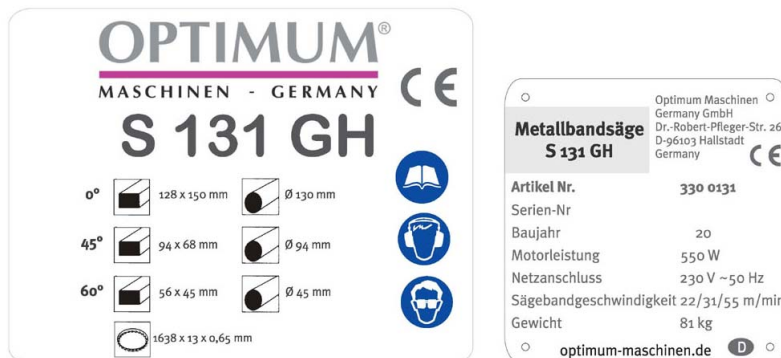 OPTIMUM®
MASCHINEN - GERMANY
CE
S 131 GH
0° 128 x 150 mm Ø 130 mm
45° 94 x 68 mm Ø 94 mm
60° 56 x 45 mm Ø 45 mm
1638 x 13 x 0,65 mm
Metallbandsäge
S 131 GH
Optimum Maschinen
Germany GmbH
Dr.-Robert-Pfleger-Str. 26
D-96103 Hallstadt
Germany
CE
Artikel Nr. 330 0131
Serien-Nr
Baujahr 20
Motorleistung 550 W
Netzanschluss 230 V ~50 Hz
Sägebandgeschwindigkeit 22/31/55 m/min
Gewicht 81 kg
optimum-maschinen.de D